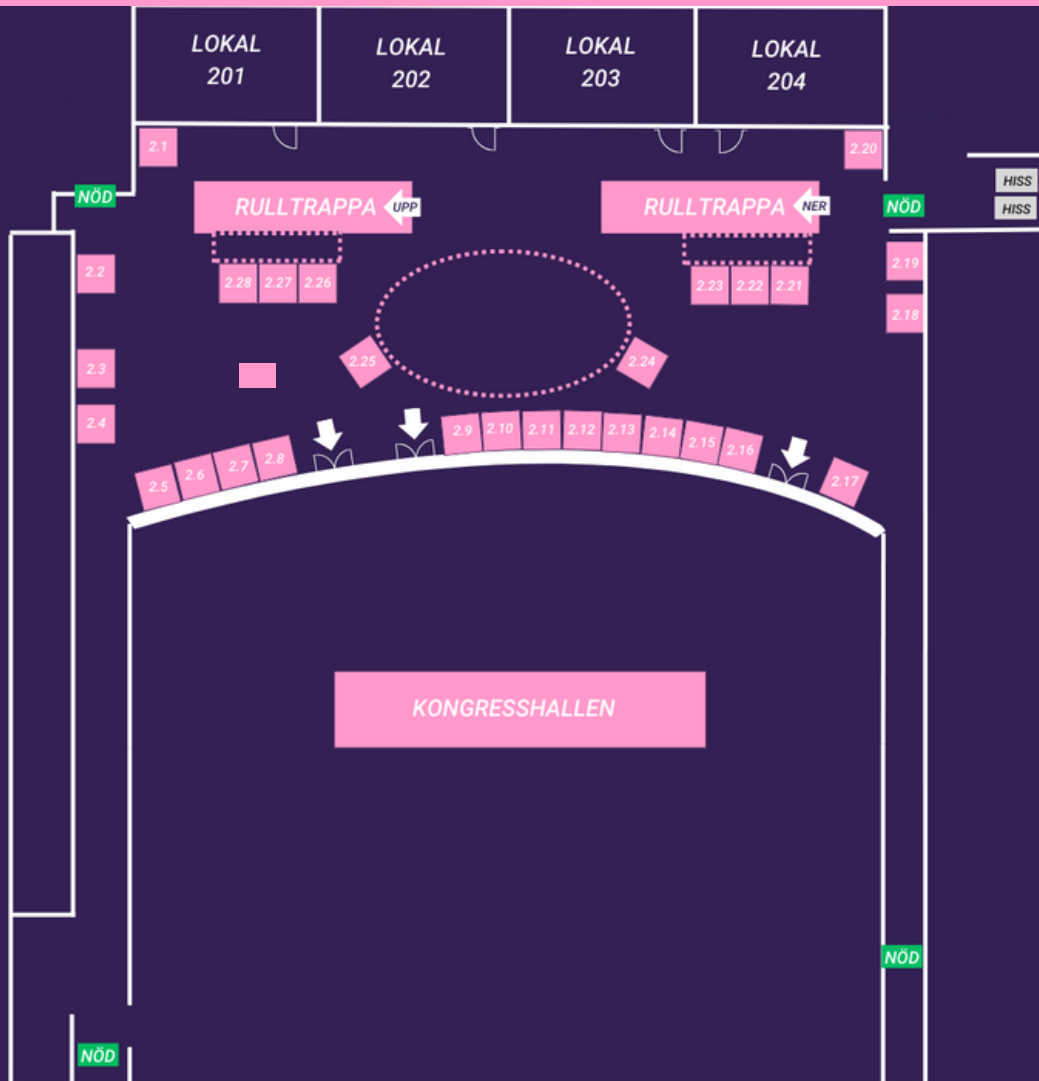 LOKAL
201
LOKAL
202
LOKAL
203
LOKAL
204
2.1
2.20
HISS
HISS
NÖD
RULLTRAPPA
UPP
RULLTRAPPA
NER
NÖD
2.2
2.28
2.27
2.26
2.23
2.22
2.21
2.19
2.18
2.3
2.25
2.24
2.4
2.5
2.6
2.7
2.8
2.9
2.10
2.11
2.12
2.13
2.14
2.15
2.16
2.17
KONGRESSHALLEN
NÖD
NÖD